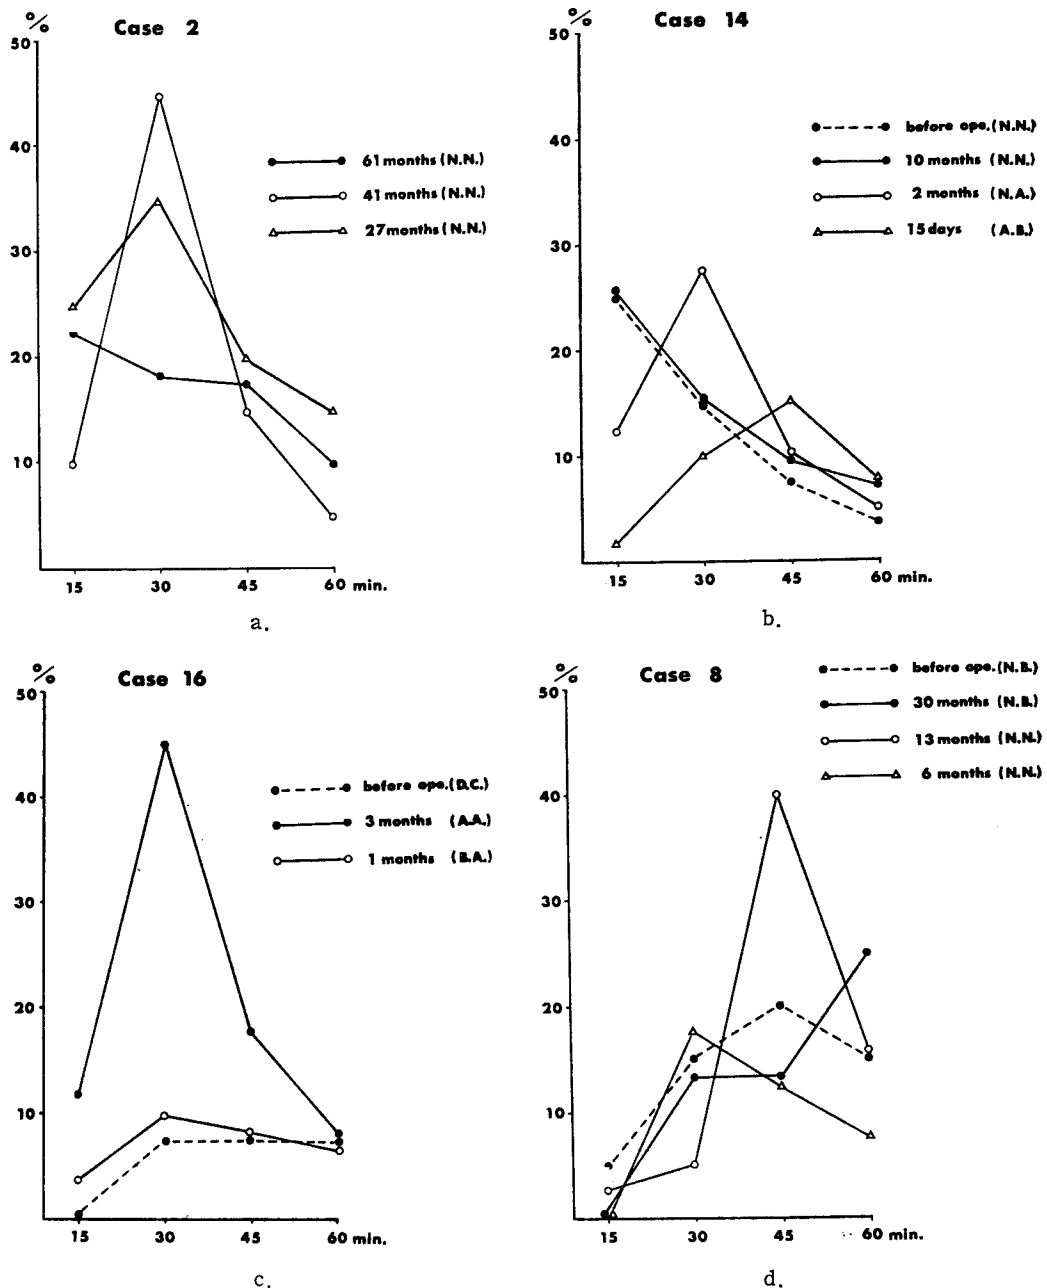 % Case 2
50
40
30
20
10
15 30 45 60 min.
61 months (N.N.)
41 months (N.N.)
27 months (N.N.)
a.
% Case 14
50
40
30
20
10
15 30 45 60 min.
before ope. (N.N.)
10 months (N.N.)
2 months (N.A.)
15 days (A.B.)
b.
% Case 16
50
40
30
20
10
15 30 45 60 min.
before ope. (D.C.)
3 months (A.A.)
1 months (B.A.)
c.
% Case 8
50
40
30
20
10
15 30 45 60 min.
before ope. (N.B.)
30 months (N.B.)
13 months (N.N.)
6 months (N.N.)
d.